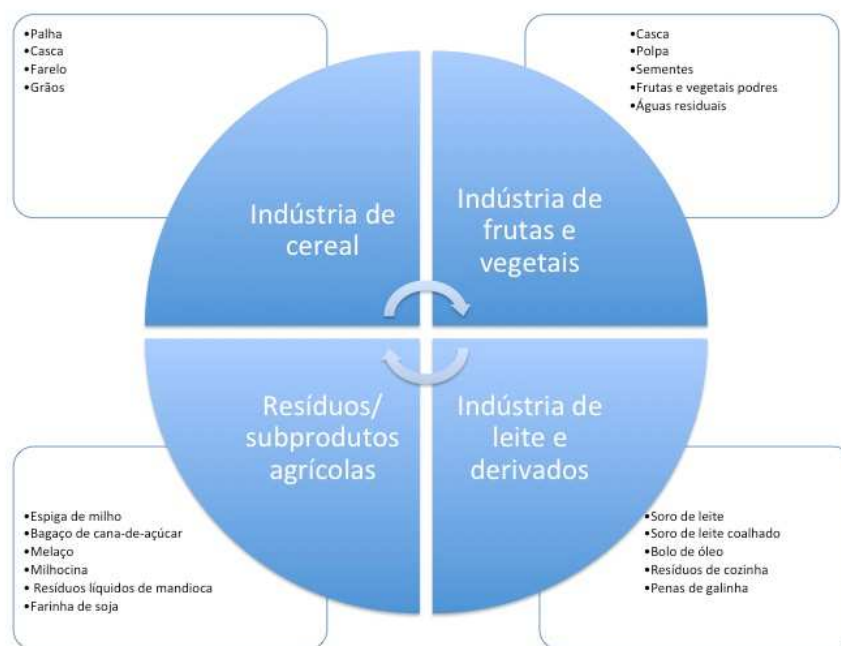 •Palha
•Casca
•Farelo
•Grãos
•Casca
•Polpa
•Sementes
•Frutas e vegetais podres
•Águas residuais
Indústria de
cereal
Indústria de
frutas e
vegetais
Resíduos/
subprodutos
agrícolas
Indústria de
leite e
derivados
•Espiga de milho
•Bagaço de cana-de-açúcar
•Melaço
•Milhocina
• Resíduos líquidos de mandioca
•Farinha de soja
•Soro de leite
•Soro de leite coalhado
•Bolo de óleo
•Resíduos de cozinha
•Penas de galinha